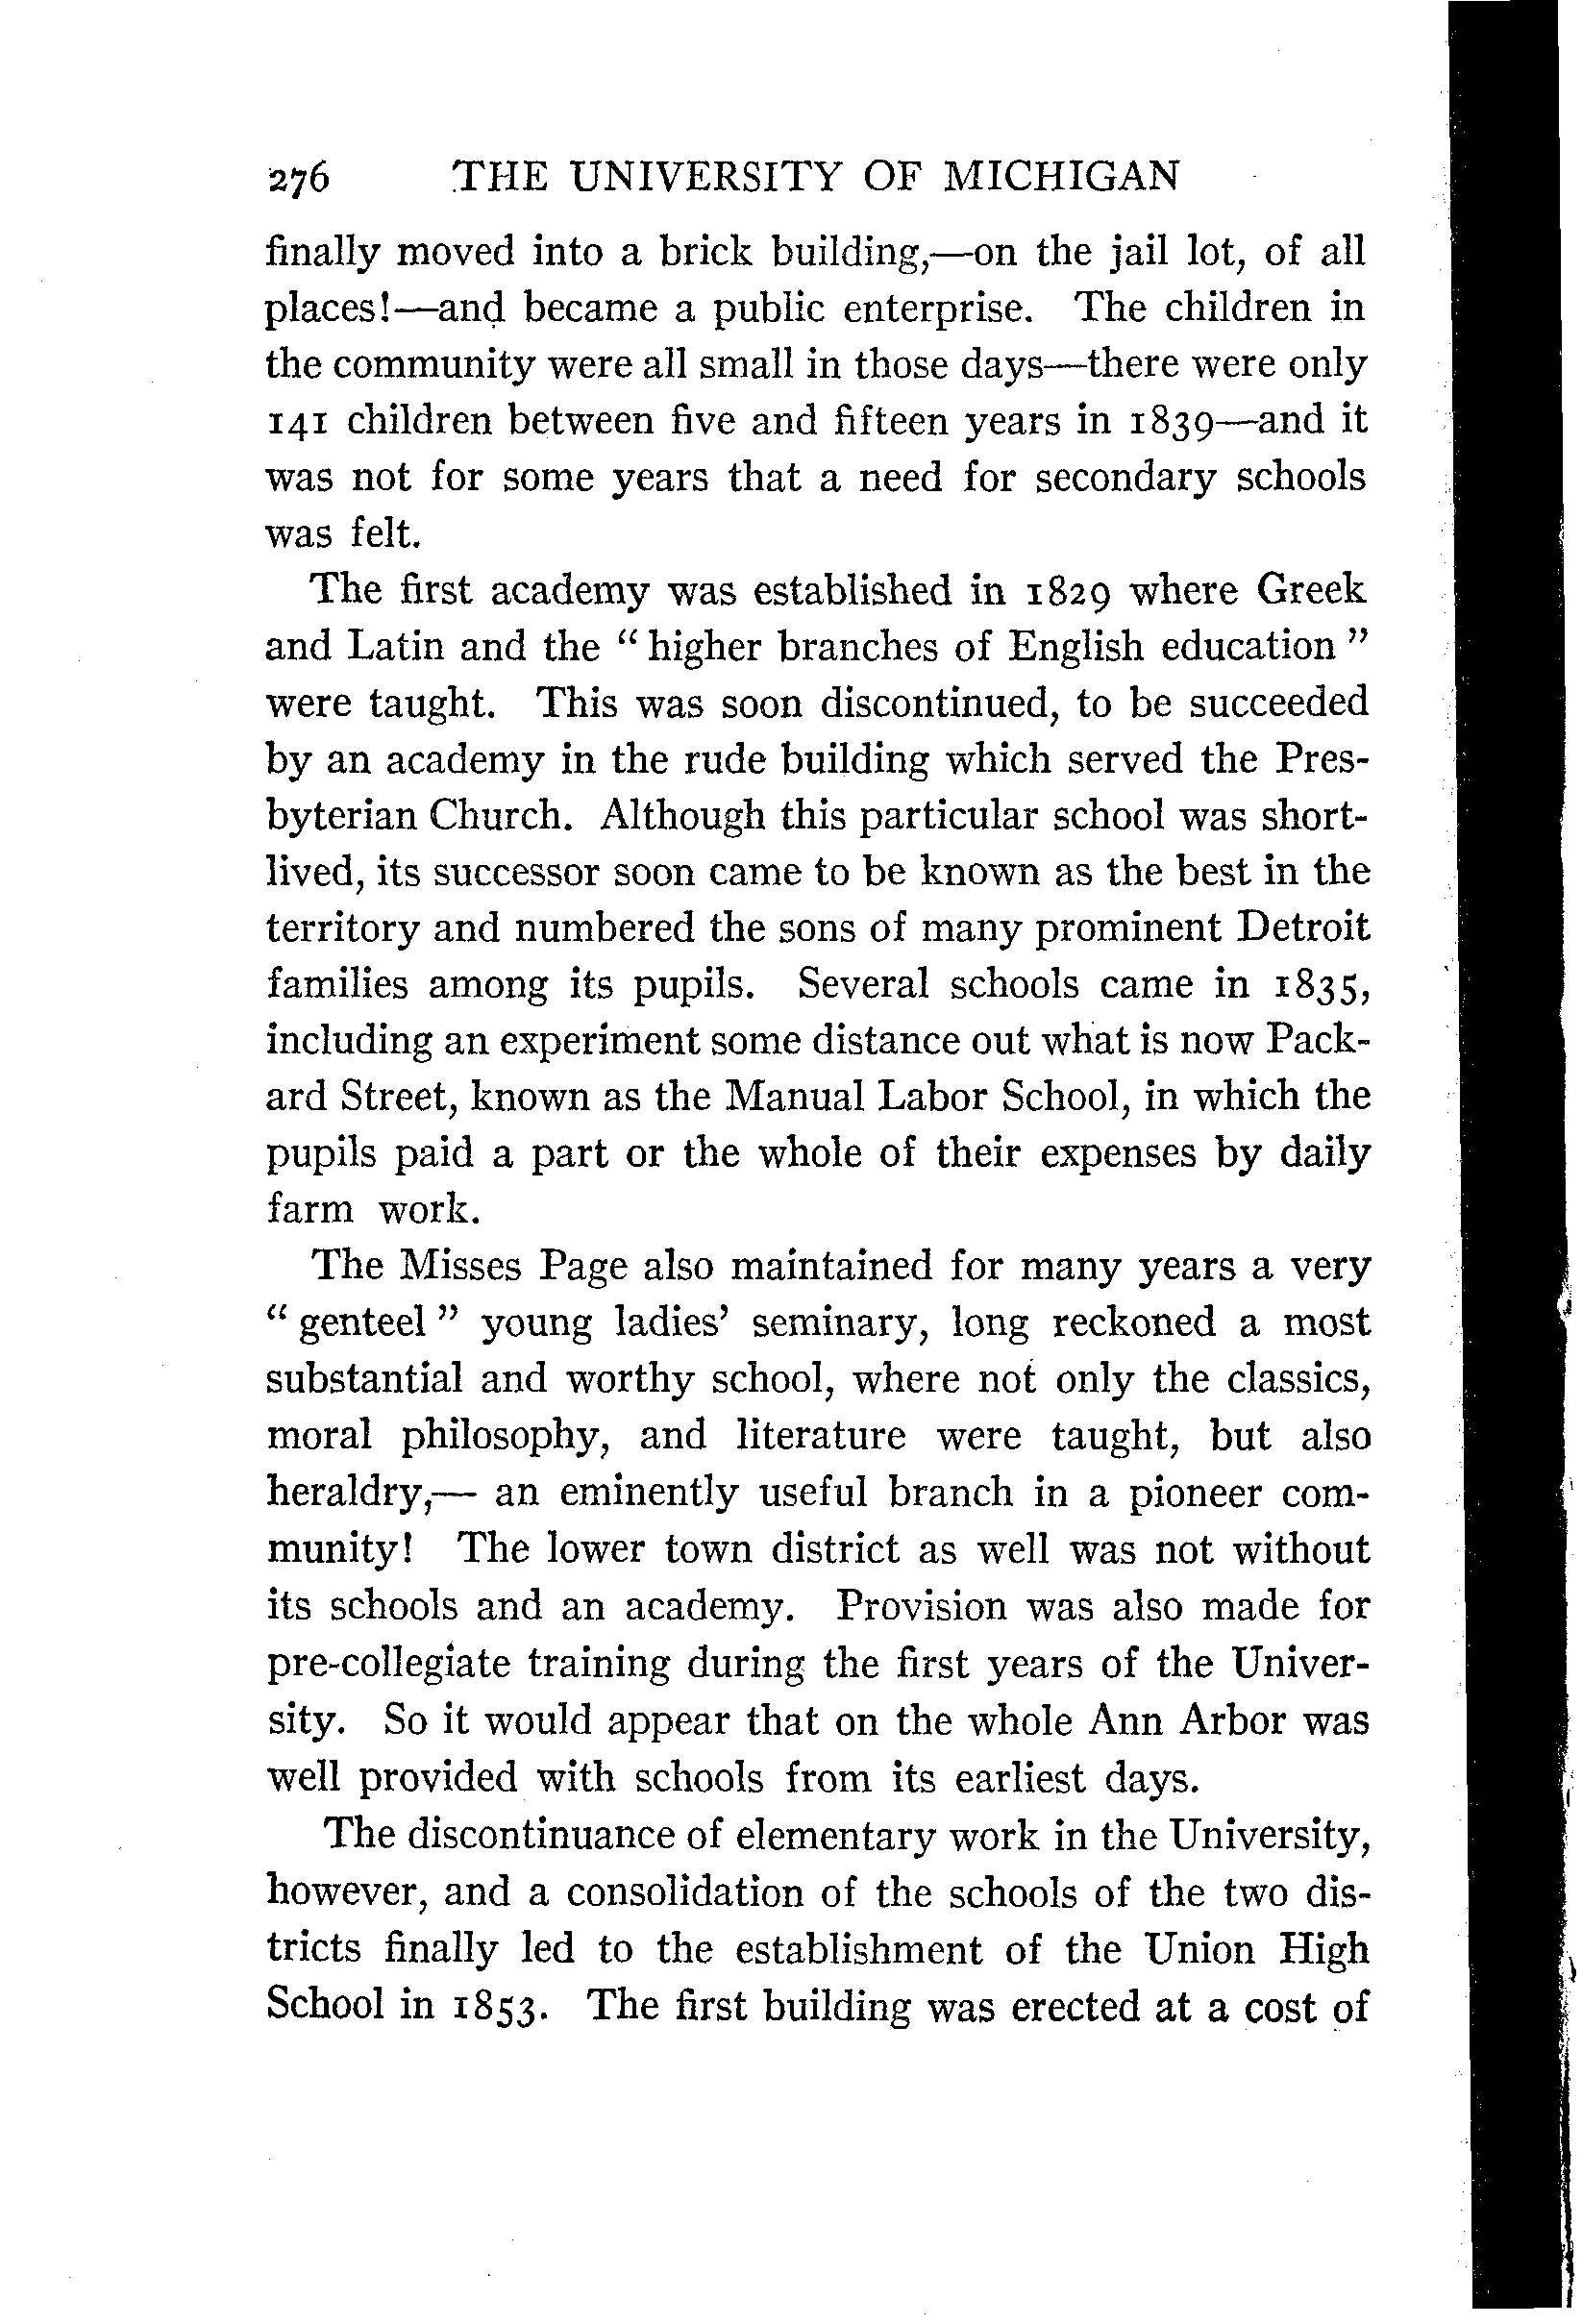 276 THE UNIVERSITY OF MICHIGAN
finally moved into a brick building,—on the jail lot, of all
places!—and became a public enterprise. The children in
the community were all small in those days—there were only
141 children between five and fifteen years in 1839—and it
was not for some years that a need for secondary schools
was felt.
The first academy was established in 1829 where Greek
and Latin and the " higher branches of English education "
were taught. This was soon discontinued, to be succeeded
by an academy in the rude building which served the Pres-
byterian Church. Although this particular school was short-
lived, its successor soon came to be known as the best in the
territory and numbered the sons of many prominent Detroit
families among its pupils. Several schools came in 1835,
including an experiment some distance out what is now Pack-
ard Street, known as the Manual Labor School, in which the
pupils paid a part or the whole of their expenses by daily
farm work.
The Misses Page also maintained for many years a very
" genteel " young ladies' seminary, long reckoned a most
substantial and worthy school, where not only the classics,
moral philosophy, and literature were taught, but also
heraldry,— an eminently useful branch in a pioneer com-
munity! The lower town district as well was not without
its schools and an academy. Provision was also made for
pre-collegiate training during the first years of the Univer-
sity. So it would appear that on the whole Ann Arbor was
well provided with schools from its earliest days.
The discontinuance of elementary work in the University,
however, and a consolidation of the schools of the two dis-
tricts finally led to the establishment of the Union High
School in 1853. The first building was erected at a cost of